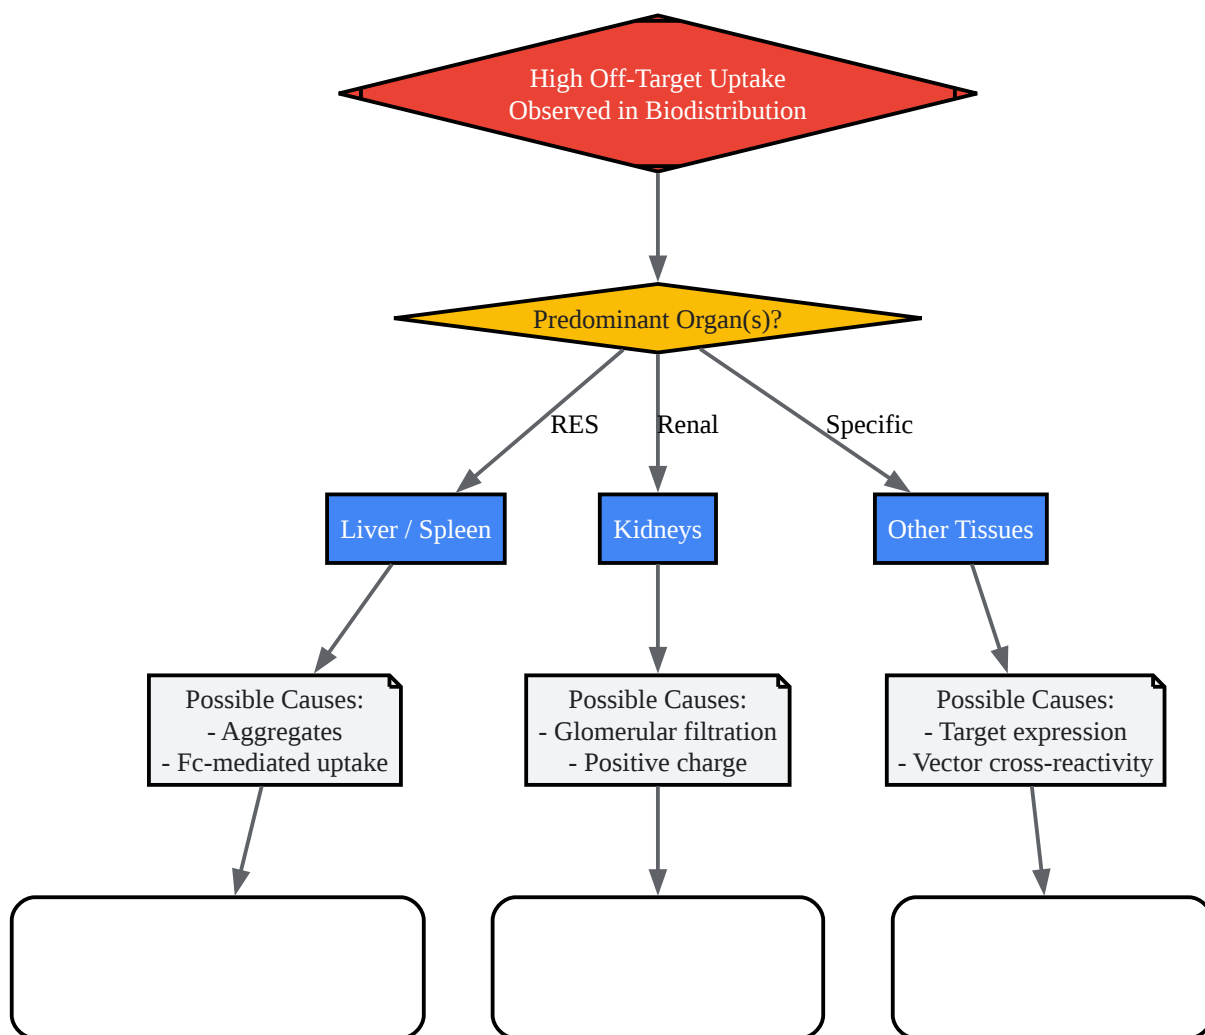 High Off-Target Uptake
Observed in Biodistribution
Predominant Organ(s)?
RES
Renal
Specific
Liver / Spleen
Kidneys
Other Tissues
Possible Causes:
- Aggregates
- Fc-mediated uptake
Possible Causes:
- Glomerular filtration
- Positive charge
Possible Causes:
- Target expression
- Vector cross-reactivity